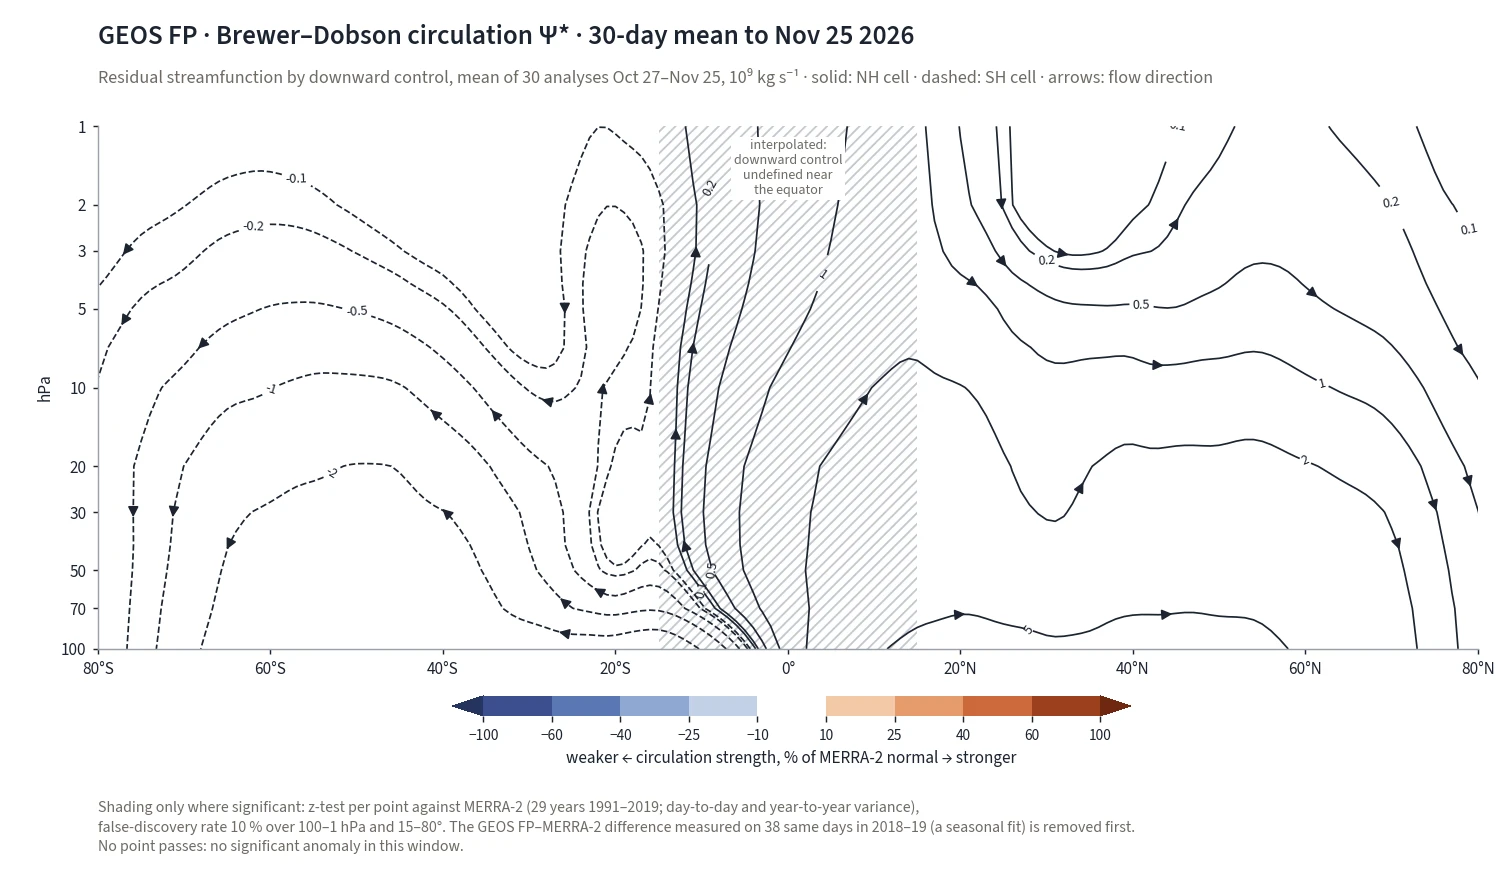 GEOS FP · Brewer–Dobson circulation Ψ* · 30-day mean to Nov 25 2026
Residual streamfunction by downward control, mean of 30 analyses Oct 27–Nov 25, 10⁹ kg s⁻¹ · solid: NH cell · dashed: SH cell · arrows: flow direction
1
2
3
5
10
20
30
50
70
100
hPa
interpolated:
downward control
undefined near
the equator
-0.1
-0.2
-0.5
-1
-2
0.2
1
0.5
0.2
0.5
1
2
5
0.2
0.1
80°S
60°S
40°S
20°S
0°
20°N
40°N
60°N
80°N
−100
−60
−40
−25
−10
10
25
40
60
100
weaker ← circulation strength, % of MERRA-2 normal → stronger
Shading only where significant: z-test per point against MERRA-2 (29 years 1991–2019; day-to-day and year-to-year variance),
false-discovery rate 10 % over 100–1 hPa and 15–80°. The GEOS FP–MERRA-2 difference measured on 38 same days in 2018–19 (a seasonal fit) is removed first.
No point passes: no significant anomaly in this window.